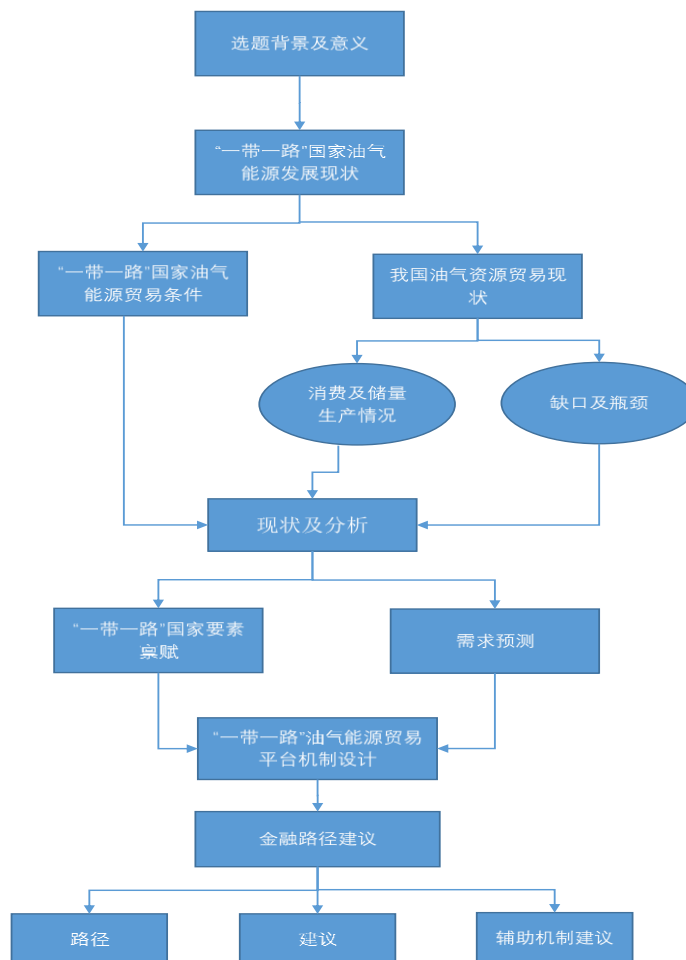 选题背景及意义
“一带一路”国家油气
能源发展现状
“一带一路”国家油气
能源贸易条件
我国油气资源贸易现
状
消费及储量
生产情况
缺口及瓶颈
现状及分析
“一带一路”国家要素
禀赋
需求预测
“一带一路”油气能源贸易
平台机制设计
金融路径建议
路径
建议
辅助机制建议